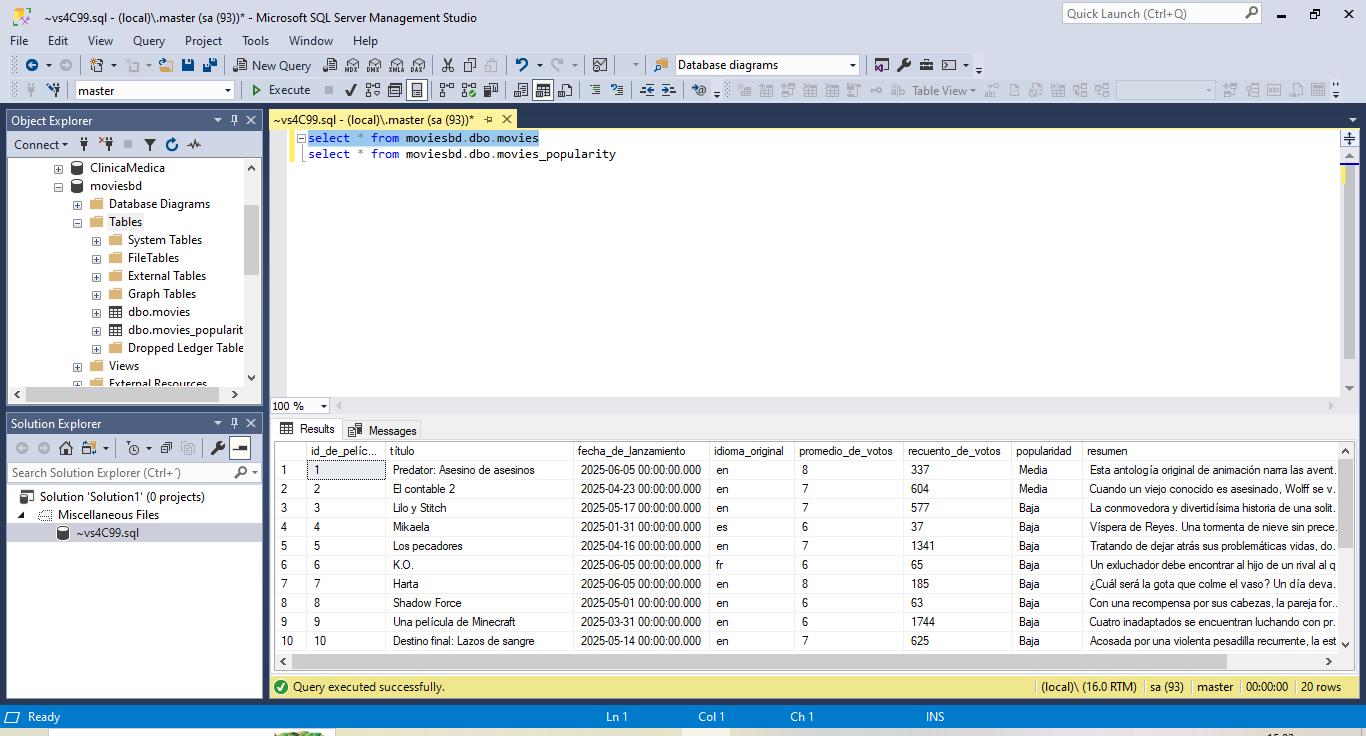 ~vs4C99.sql - (local)\.master (sa (93))* - Microsoft SQL Server Management Studio
Quick Launch (Ctrl+Q)
File Edit View Query Project Tools Window Help
New Query
MDX DMX XMLA DAX
Database diagrams
master
Execute
Table View
Object Explorer
Connect
ClinicaMedica
moviesbd
Database Diagrams
Tables
System Tables
FileTables
External Tables
Graph Tables
dbo.movies
dbo.movies_popularit
Dropped Ledger Table
Views
External Resources
Solution Explorer
Search Solution Explorer (Ctrl+´)
Solution 'Solution1' (0 projects)
Miscellaneous Files
~vs4C99.sql
~vs4C99.sql - (local)\.master (sa (93))*
select * from moviesbd.dbo.movies
select * from moviesbd.dbo.movies_popularity
100 %
Results Messages
id_de_pelíc... título fecha_de_lanzamiento idioma_original promedio_de_votos recuento_de_votos popularidad resumen
1 1 Predator: Asesino de asesinos 2025-06-05 00:00:00.000 en 8 337 Media Esta antología original de animación narra las avent...
2 2 El contable 2 2025-04-23 00:00:00.000 en 7 604 Media Cuando un viejo conocido es asesinado, Wolff se v...
3 3 Lilo y Stitch 2025-05-17 00:00:00.000 en 7 577 Baja La conmovedora y divertidísima historia de una solit...
4 4 Mikaela 2025-01-31 00:00:00.000 es 6 37 Baja Víspera de Reyes. Una tormenta de nieve sin prece...
5 5 Los pecadores 2025-04-16 00:00:00.000 en 7 1341 Baja Tratando de dejar atrás sus problemáticas vidas, do...
6 6 K.O. 2025-06-05 00:00:00.000 fr 6 65 Baja Un exluchador debe encontrar al hijo de un rival al q
7 7 Harta 2025-06-05 00:00:00.000 en 8 185 Baja ¿Cuál será la gota que colme el vaso? Un día deva...
8 8 Shadow Force 2025-05-01 00:00:00.000 en 6 63 Baja Con una recompensa por sus cabezas, la pareja for...
9 9 Una película de Minecraft 2025-03-31 00:00:00.000 en 6 1744 Baja Cuatro inadaptados se encuentran luchando con pr...
10 10 Destino final: Lazos de sangre 2025-05-14 00:00:00.000 en 7 625 Baja Acosada por una violenta pesadilla recurrente, la est
Query executed successfully.
(local)\ (16.0 RTM) sa (93) master 00:00:00 20 rows
Ready Ln 1 Col 1 Ch 1 INS